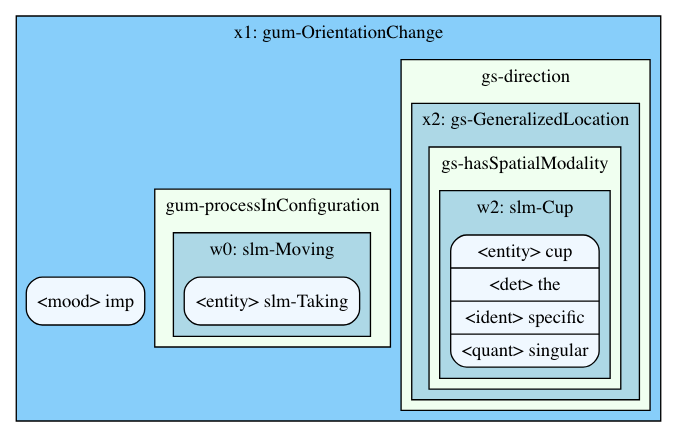 x1: gum-OrientationChange
<mood> imp
gum-processInConfiguration
w0: slm-Moving
<entity> slm-Taking
gs-direction
x2: gs-GeneralizedLocation
gs-hasSpatialModality
w2: slm-Cup
<entity> cup
<det> the
<ident> specific
<quant> singular